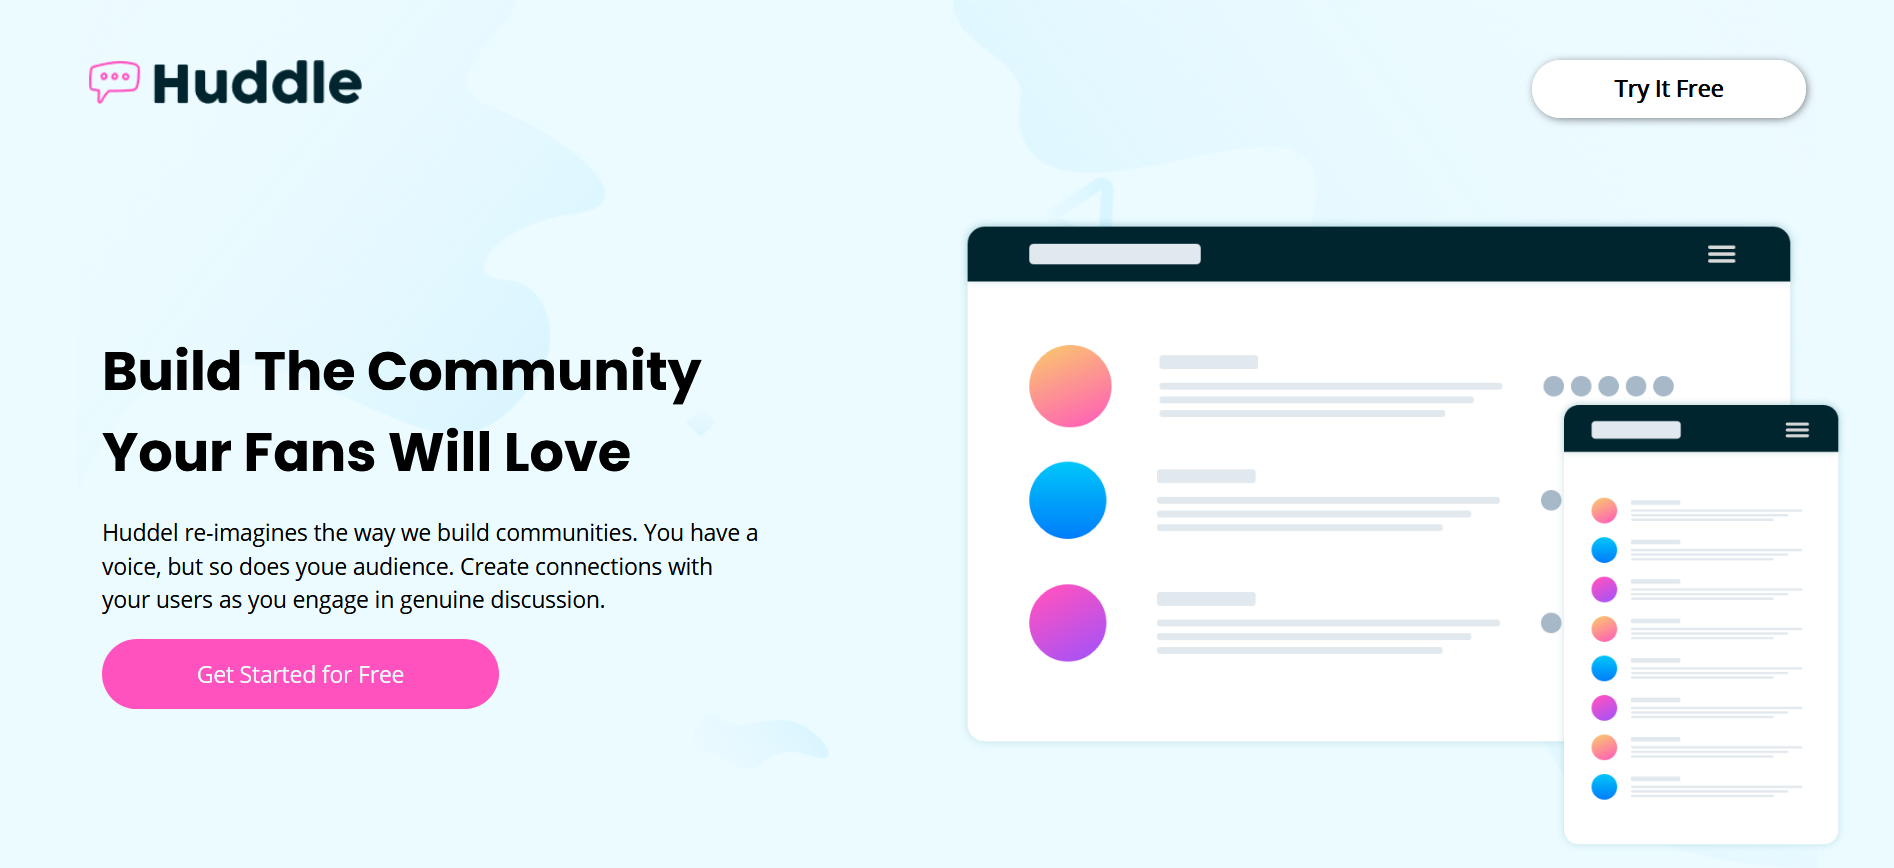 Huddle
Try It Free
Build The Community
Your Fans Will Love
Huddel re-imagines the way we build communities. You have a
voice, but so does youe audience. Create connections with
your users as you engage in genuine discussion.
Get Started for Free